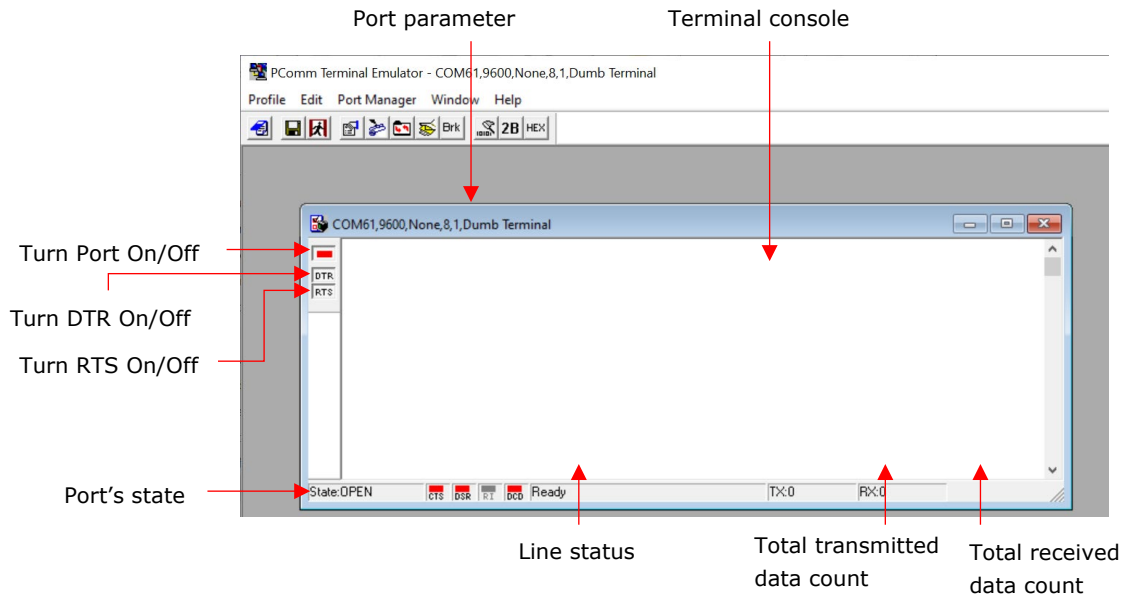 Port parameter
Terminal console
PComm Terminal Emulator - COM61,9600,None,8,1,Dumb Terminal
Profile Edit Port Manager Window Help
Brk 2B HEX
COM61,9600,None,8,1,Dumb Terminal
Turn Port On/Off
DTR
RTS
Turn DTR On/Off
Turn RTS On/Off
Port's state
State:OPEN CTS DSR RI DCD Ready TX:0 RX:0
Line status
Total transmitted
data count
Total received
data count